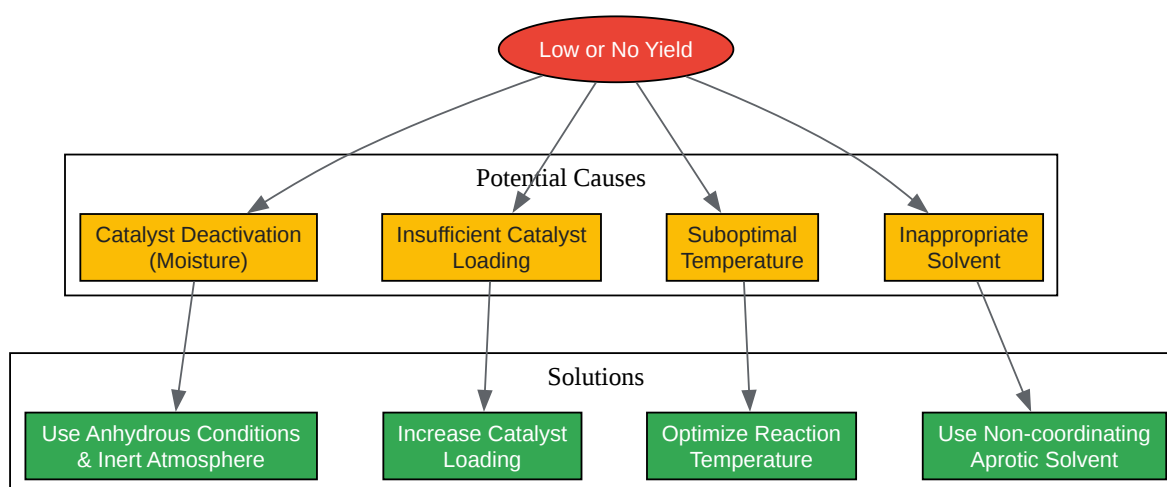 Low or No Yield
Potential Causes
Catalyst Deactivation
(Moisture)
Insufficient Catalyst
Loading
Suboptimal
Temperature
Inappropriate
Solvent
Solutions
Use Anhydrous Conditions
& Inert Atmosphere
Increase Catalyst
Loading
Optimize Reaction
Temperature
Use Non-coordinating
Aprotic Solvent